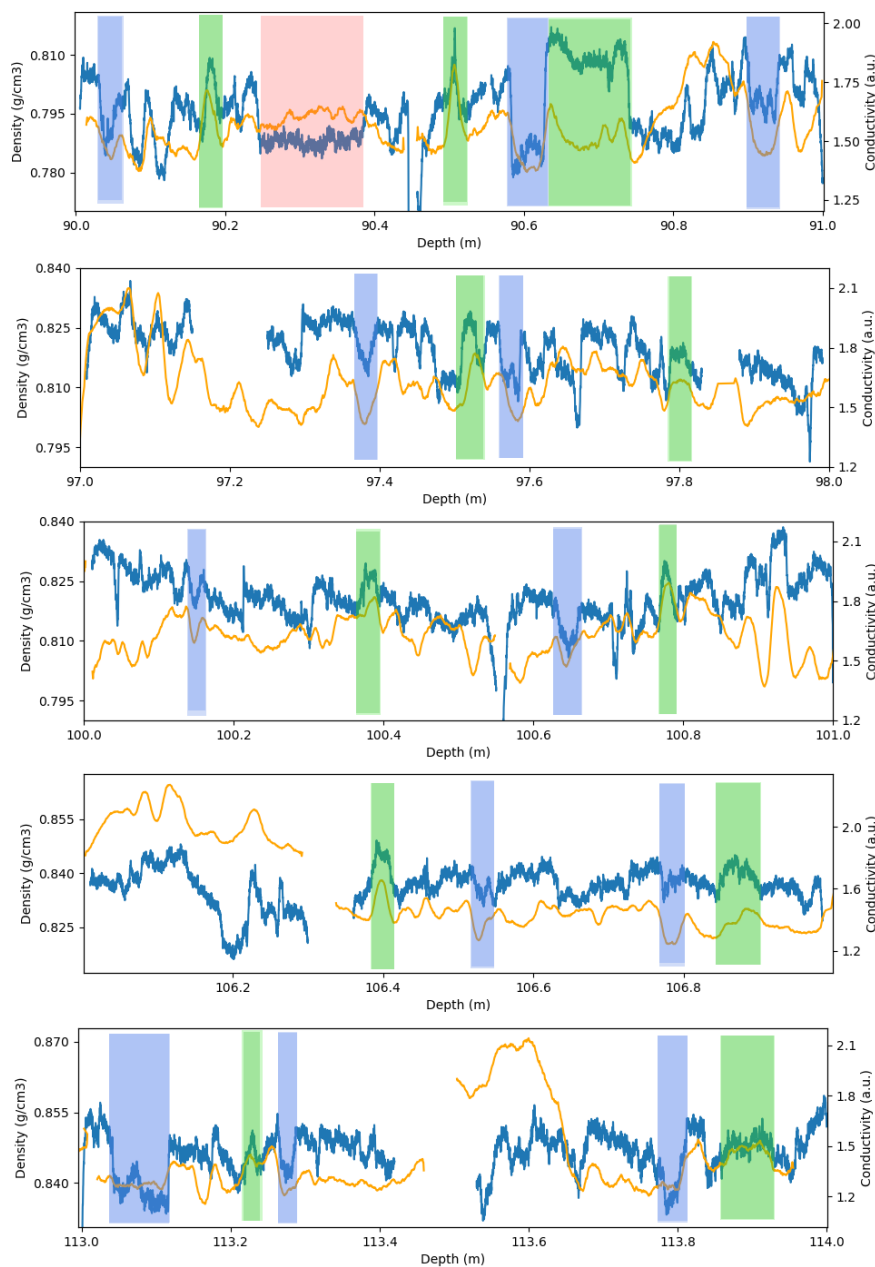 Density (g/cm3)
0.810
0.795
0.780
2.00
1.75
1.50
1.25
Conductivity (a.u.)
90.0 90.2 90.4 90.6 90.8 91.0
Depth (m)
Density (g/cm3)
0.840
0.825
0.810
0.795
2.1
1.8
1.5
1.2
Conductivity (a.u.)
97.0 97.2 97.4 97.6 97.8 98.0
Depth (m)
Density (g/cm3)
0.840
0.825
0.810
0.795
2.1
1.8
1.5
1.2
Conductivity (a.u.)
100.0 100.2 100.4 100.6 100.8 101.0
Depth (m)
Density (g/cm3)
0.855
0.840
0.825
2.0
1.6
1.2
Conductivity (a.u.)
106.2 106.4 106.6 106.8
Depth (m)
Density (g/cm3)
0.870
0.855
0.840
2.1
1.8
1.5
1.2
Conductivity (a.u.)
113.0 113.2 113.4 113.6 113.8 114.0
Depth (m)